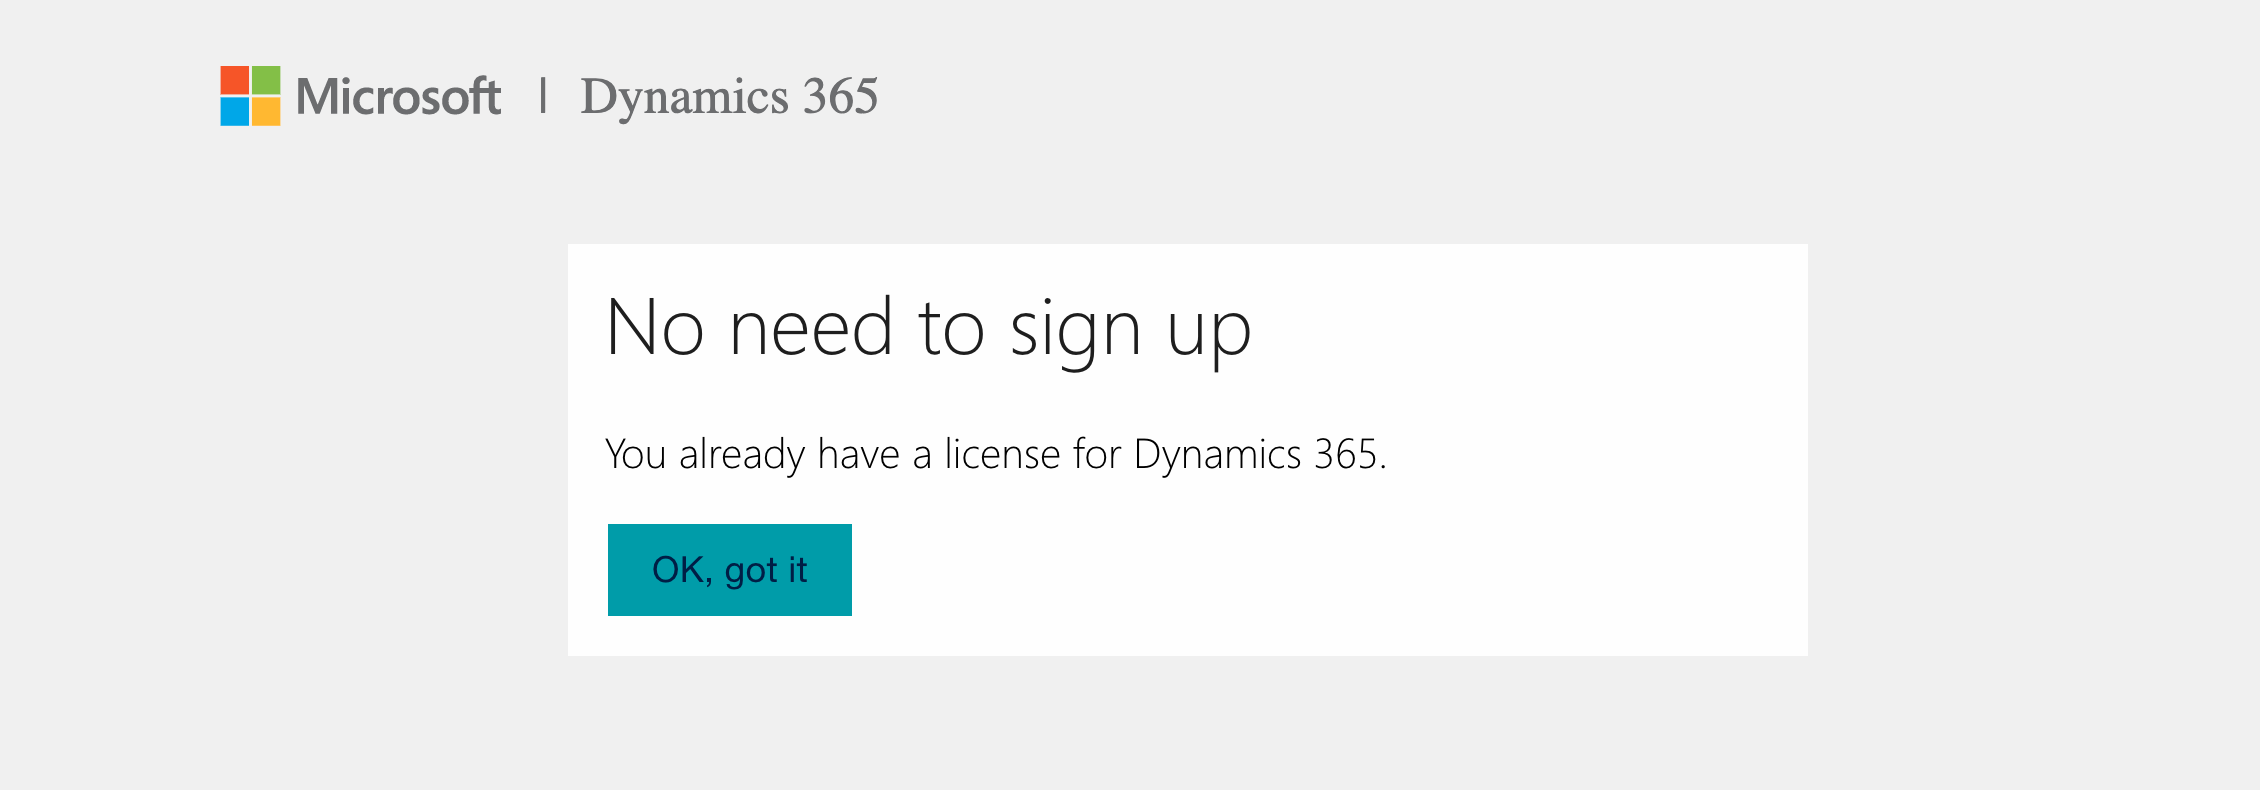 Microsoft | Dynamics 365
No need to sign up
You already have a license for Dynamics 365.
OK, got it